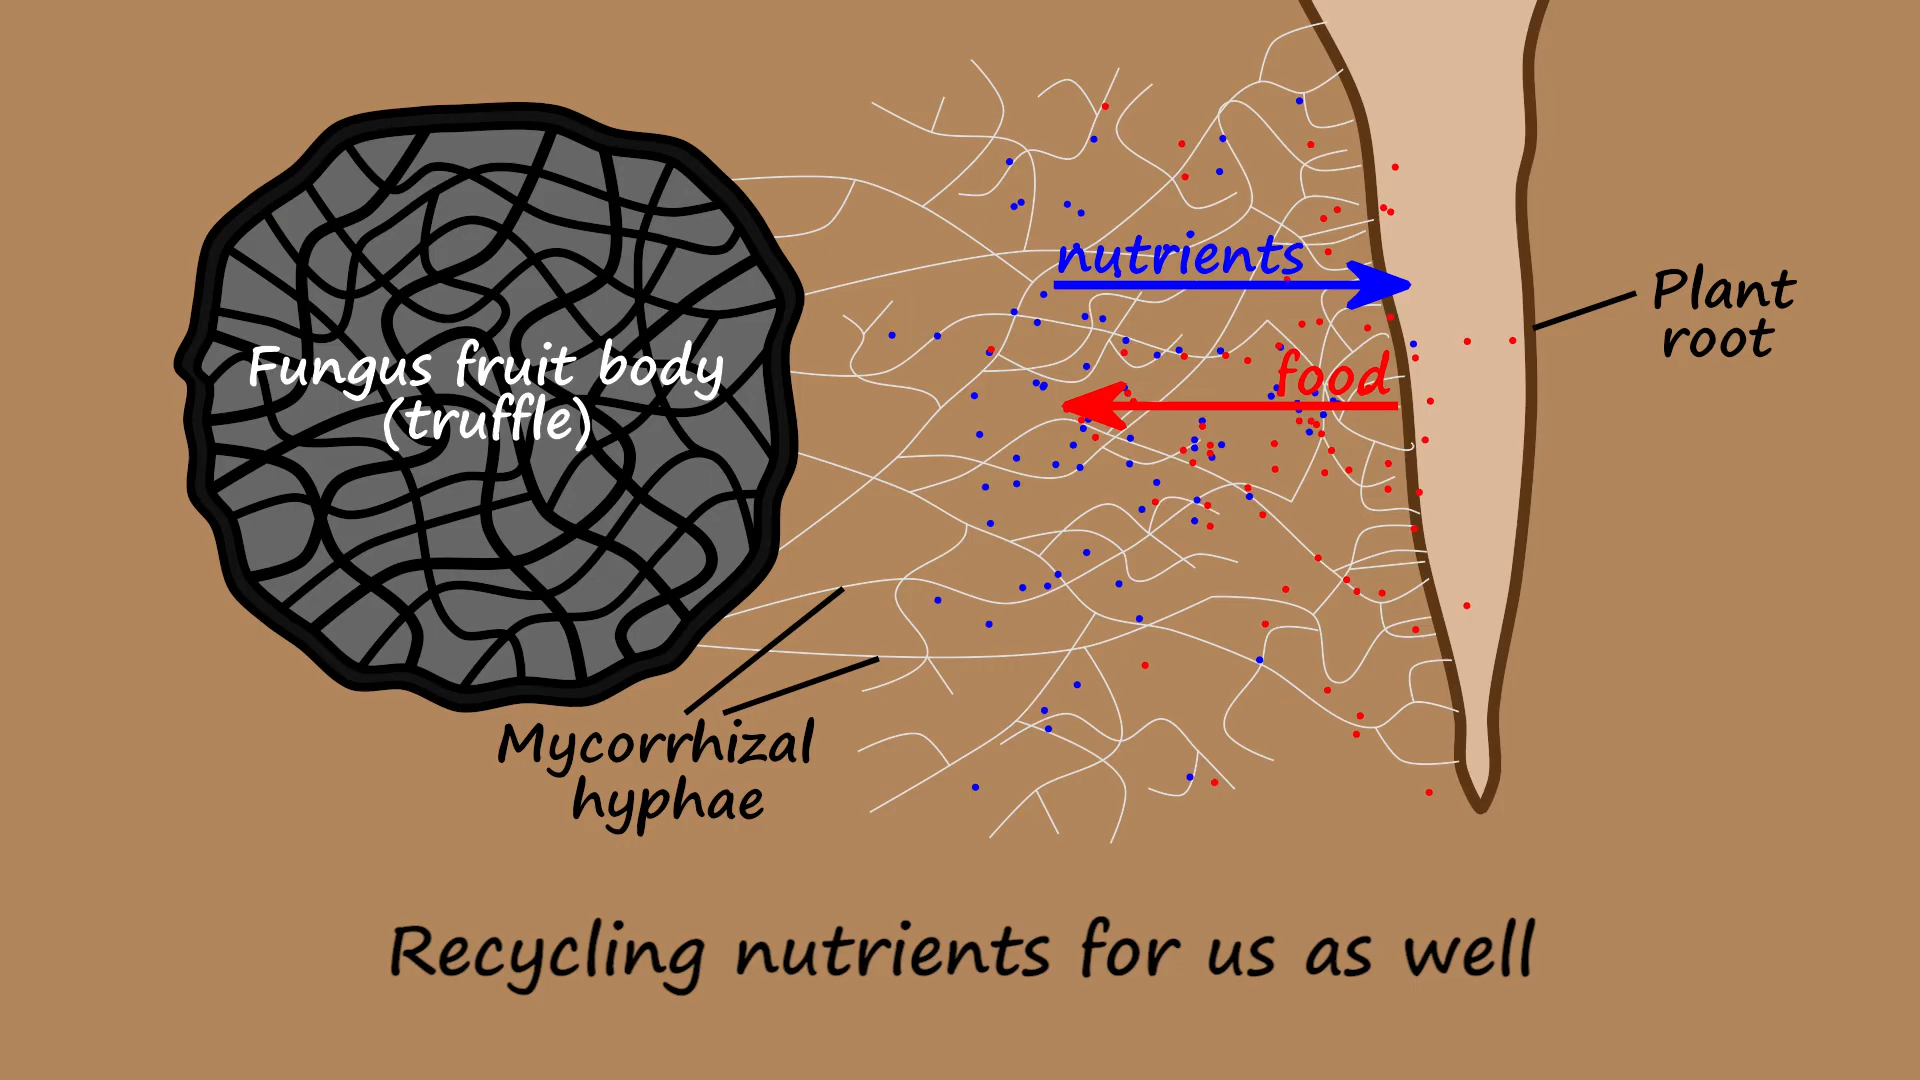 nutrients
Plant
root
food
Fungus fruit body
(truffle)
Mycorrhizal
hyphae
Recycling nutrients for us as well